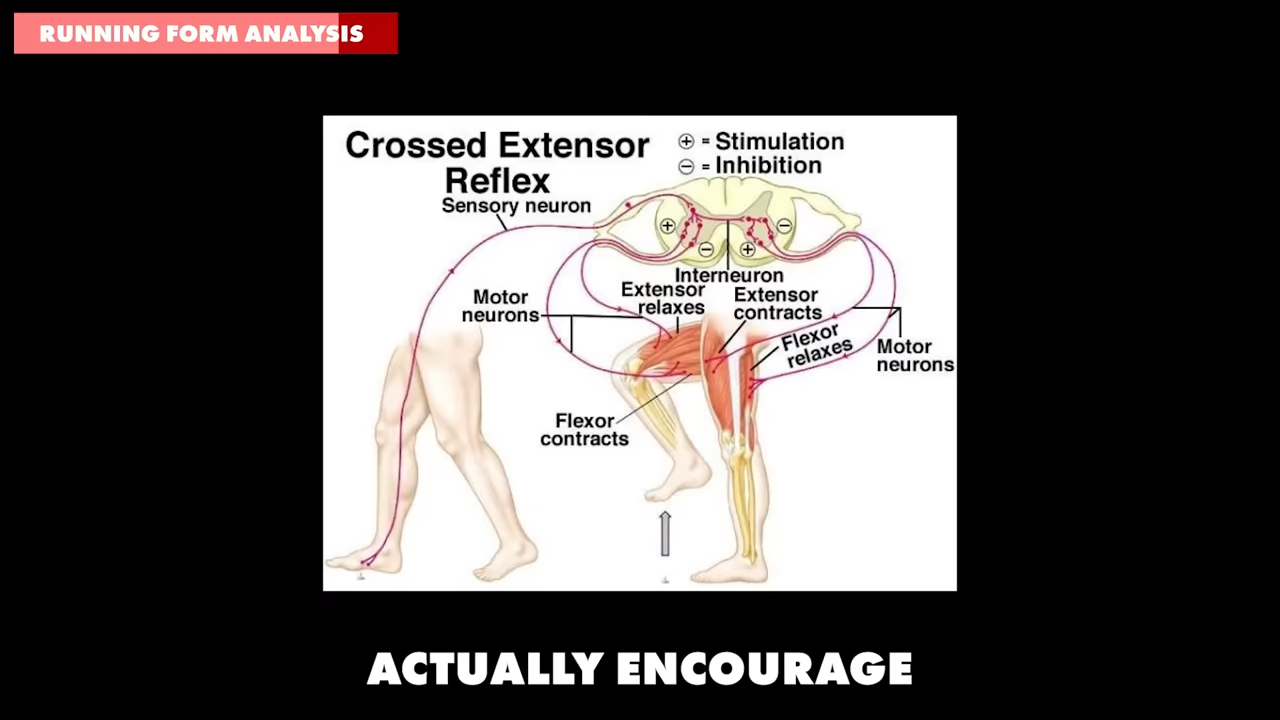 RUNNING FORM ANALYSIS
Crossed Extensor
Reflex
+ = Stimulation
− = Inhibition
Sensory neuron
+
−
−
+
Interneuron
Motor
neurons
Extensor
relaxes
Extensor
contracts
Flexor
relaxes
Motor
neurons
Flexor
contracts
ACTUALLY ENCOURAGE